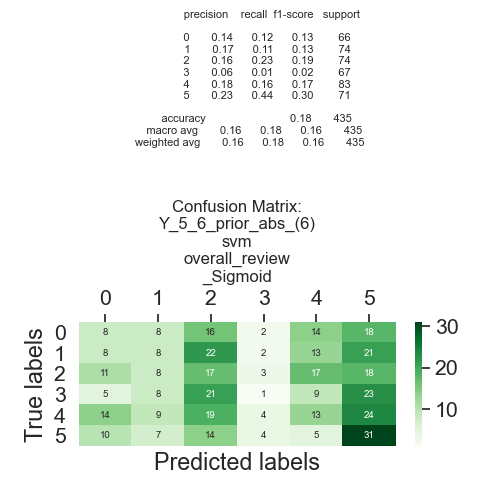 precision recall f1-score support
0 0.14 0.12 0.13 66
1 0.17 0.11 0.13 74
2 0.16 0.23 0.19 74
3 0.06 0.01 0.02 67
4 0.18 0.16 0.17 83
5 0.23 0.44 0.30 71
accuracy 0.18 435
macro avg 0.16 0.18 0.16 435
weighted avg 0.16 0.18 0.16 435
Confusion Matrix:
Y_5_6_prior_abs_(6)
svm
overall_review
_Sigmoid
0 1 2 3 4 5
0 8 8 16 2 14 18
1 8 8 22 2 13 21
2 11 8 17 3 17 18
3 5 8 21 1 9 23
4 14 9 19 4 13 24
5 10 7 14 4 5 31
True labels
Predicted labels
30
20
10